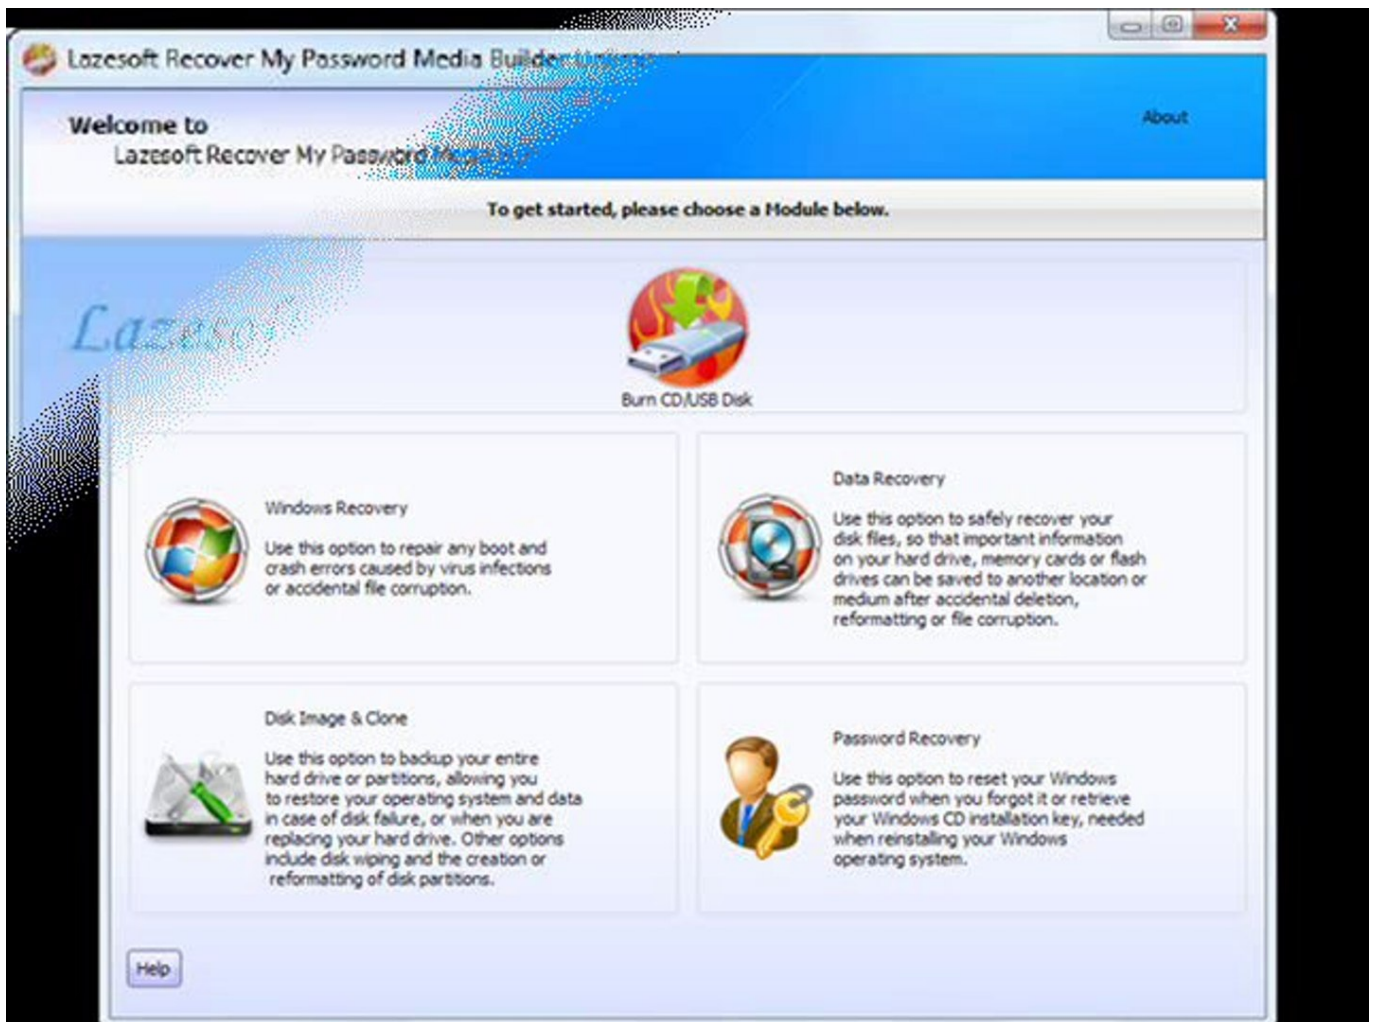 Lazesoft Recover My Password Media Builder
Welcome to
About
Lazesoft Recover My Password
To get started, please choose a Module below.
Lazesoft
Burn CD/USB Disk
Windows Recovery
Use this option to repair any boot and
crash errors caused by virus infections
or accidental file corruption.
Data Recovery
Use this option to safely recover your
disk files, so that important information
on your hard drive, memory cards or flash
drives can be saved to another location or
medium after accidental deletion,
reformatting or file corruption.
Disk Image & Clone
Use this option to backup your entire
hard drive or partitions, allowing you
to restore your operating system and data
in case of disk failure, or when you are
replacing your hard drive. Other options
include disk wiping and the creation or
reformatting of disk partitions.
Password Recovery
Use this option to reset your Windows
password when you forgot it or retrieve
your Windows CD installation key, needed
when reinstalling your Windows
operating system.
Help